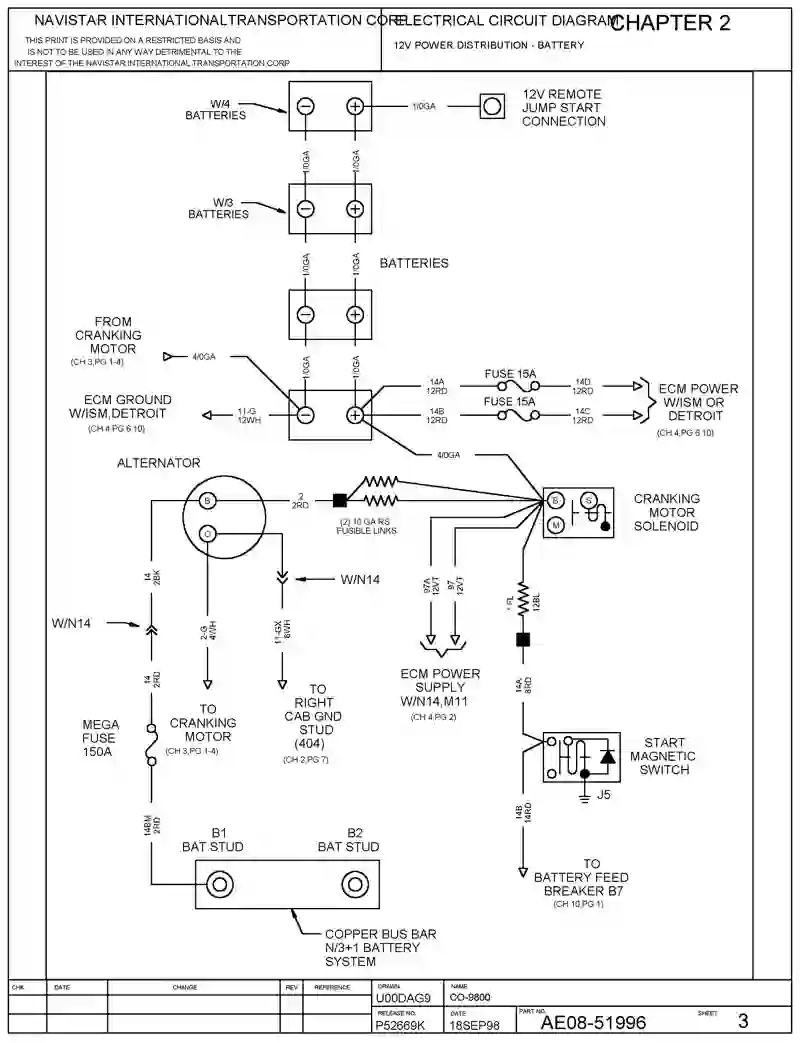 NAVISTAR INTERNATIONAL TRANSPORTATION CORP.
THIS PRINT IS PROVIDED ON A RESTRICTED BASIS AND
IS NOT TO BE USED IN ANY WAY DETRIMENTAL TO THE
INTEREST OF THE NAVISTAR INTERNATIONAL TRANSPORTATION CORP
ELECTRICAL CIRCUIT DIAGRAM
CHAPTER 2
12V POWER DISTRIBUTION - BATTERY
W/4
BATTERIES
1/0GA
12V REMOTE
JUMP START
CONNECTION
1/0GA
1/0GA
W/3
BATTERIES
1/0GA
1/0GA
BATTERIES
FROM
CRANKING
MOTOR
(CH 3,PG 1-4)
4/0GA
1/0GA
1/0GA
ECM GROUND
W/ISM,DETROIT
(CH 4 PG 6 10)
11-G
12WH
14A
12RD
FUSE 15A
14D
12RD
14B
12RD
FUSE 15A
14C
12RD
ECM POWER
W/ISM OR
DETROIT
(CH 4,PG 6 10)
4/0GA
ALTERNATOR
B
G
2
2RD
(2) 10 GA RS
FUSIBLE LINKS
B
S
M
CRANKING
MOTOR
SOLENOID
14
2BK
W/N14
W/N14
2-G
4WH
11-GX
8WH
97A
12VT
97
12VT
1 FL
12BL
14
2RD
ECM POWER
SUPPLY
W/N14,M11
(CH 4,PG 2)
14A
8RD
MEGA
FUSE
150A
TO
CRANKING
MOTOR
(CH 3,PG 1-4)
TO
RIGHT
CAB GND
STUD
(404)
(CH 2,PG 7)
START
MAGNETIC
SWITCH
J5
14BM
2RD
14B
14RD
B1
BAT STUD
B2
BAT STUD
TO
BATTERY FEED
BREAKER B7
(CH 10,PG 1)
COPPER BUS BAR
N/3+1 BATTERY
SYSTEM
CHK
DATE
CHANGE
REV
REFERENCE
DRAWN
U00DAG9
NAME
CO-9800
RELEASE NO.
P52669K
DATE
18SEP98
PART NO.
AE08-51996
SHEET
3